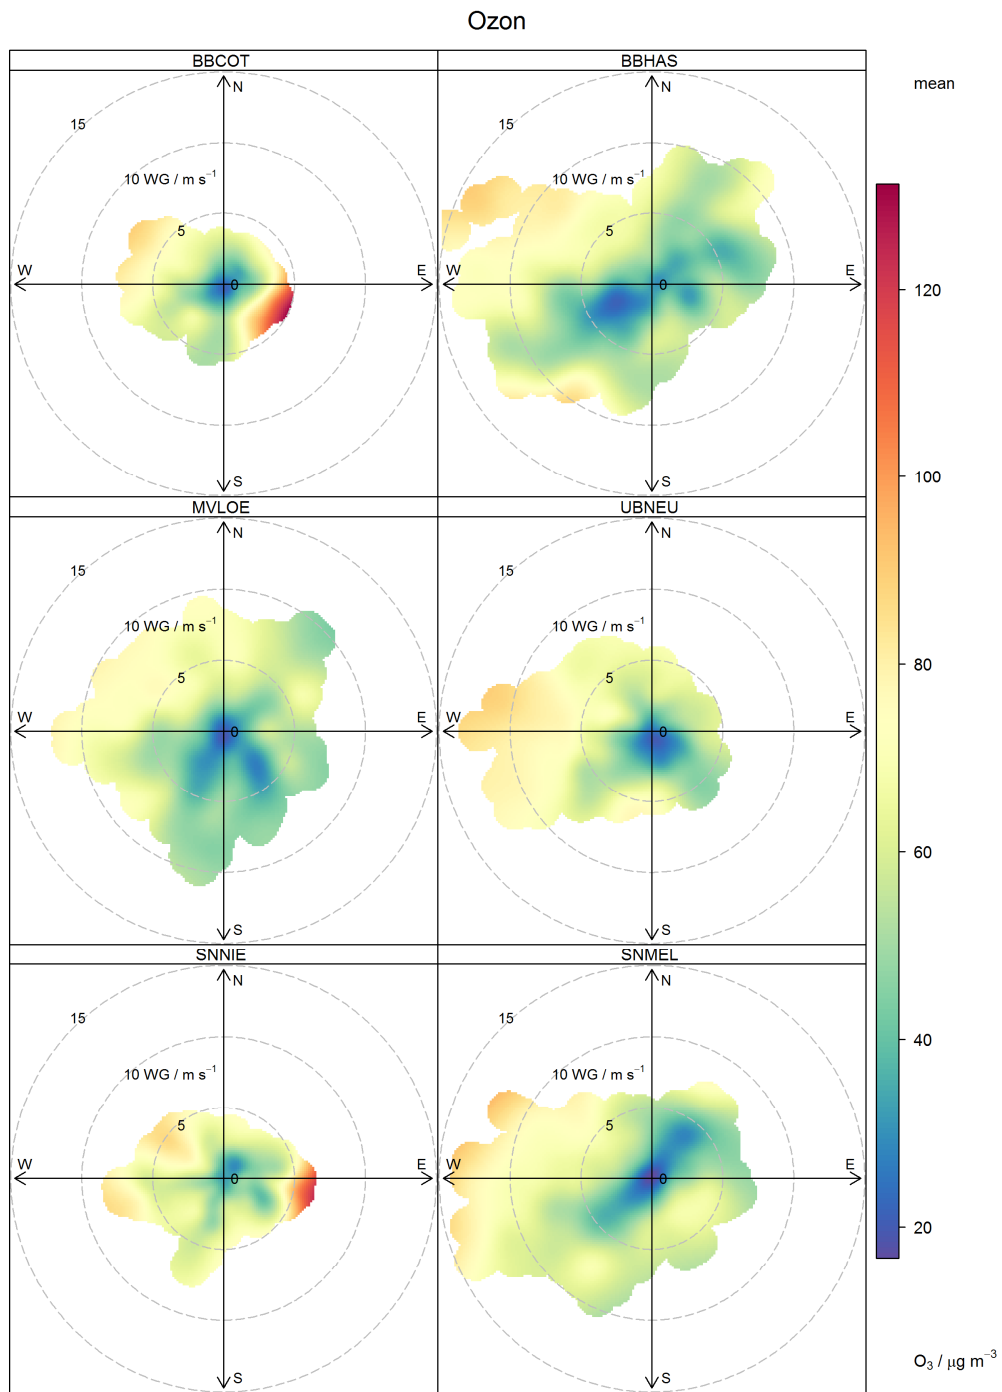 Ozon
BBCOT
BBHAS
mean
N
15
10 WG / m s⁻¹
5
W
0
E
S
N
15
10 WG / m s⁻¹
5
W
0
E
S
120
100
80
60
40
20
MVLOE
UBNEU
N
15
10 WG / m s⁻¹
5
W
0
E
S
N
15
10 WG / m s⁻¹
5
W
0
E
S
SNNIE
SNMEL
N
15
10 WG / m s⁻¹
5
W
0
E
S
N
15
10 WG / m s⁻¹
5
W
0
E
S
O₃ / μg m⁻³